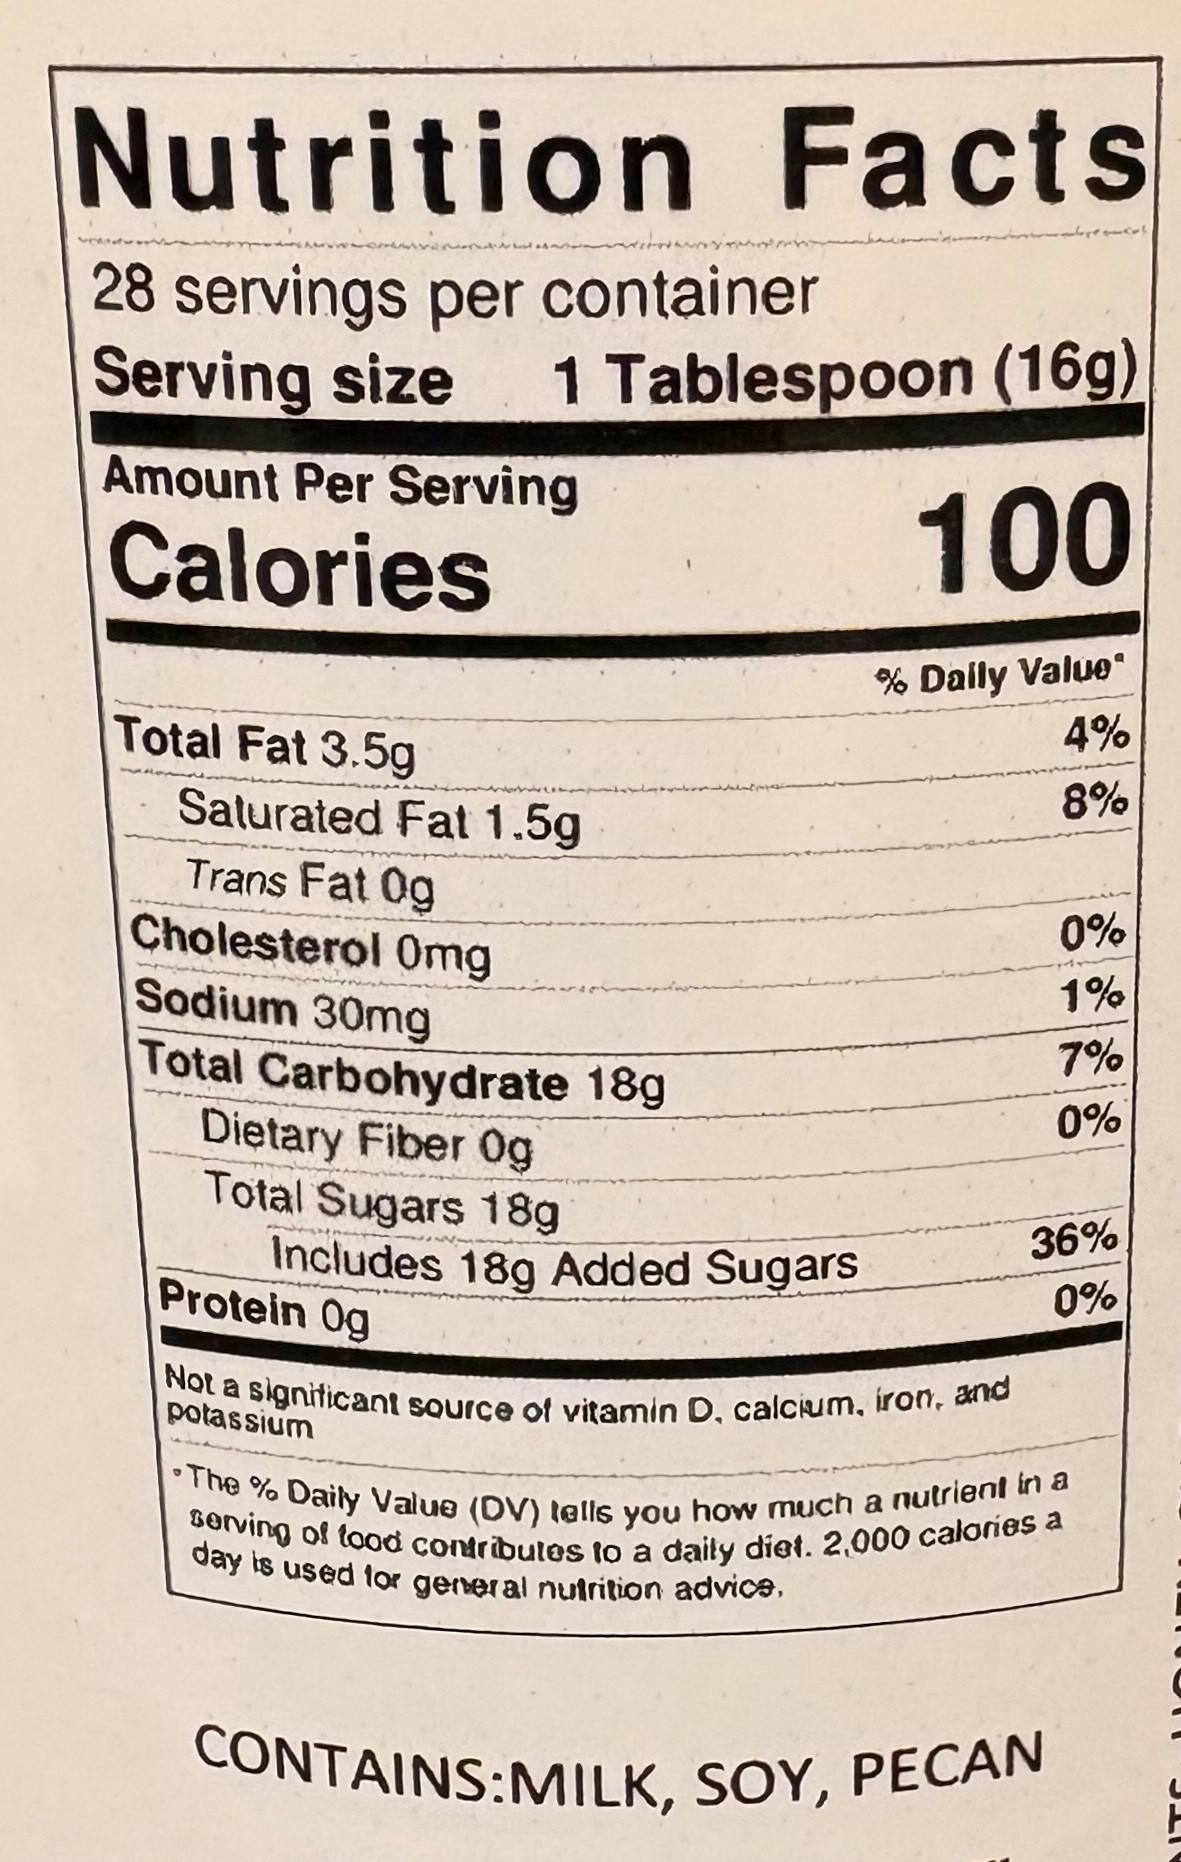 Nutrition Facts
28 servings per container
Serving size 1 Tablespoon (16g)
Amount Per Serving
Calories 100
% Daily Value*
Total Fat 3.5g 4%
Saturated Fat 1.5g 8%
Trans Fat 0g
Cholesterol 0mg 0%
Sodium 30mg 1%
Total Carbohydrate 18g 7%
Dietary Fiber 0g 0%
Total Sugars 18g
Includes 18g Added Sugars 36%
Protein 0g 0%
Not a significant source of vitamin D, calcium, iron, and
potassium
*The % Daily Value (DV) tells you how much a nutrient in a
serving of food contributes to a daily diet. 2,000 calories a
day is used for general nutrition advice.
CONTAINS:MILK, SOY, PECAN